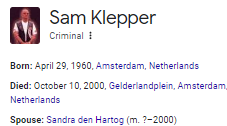 Sam Klepper
Criminal
Born: April 29, 1960, Amsterdam, Netherlands
Died: October 10, 2000, Gelderlandplein, Amsterdam,
Netherlands
Spouse: Sandra den Hartog (m. ?–2000)